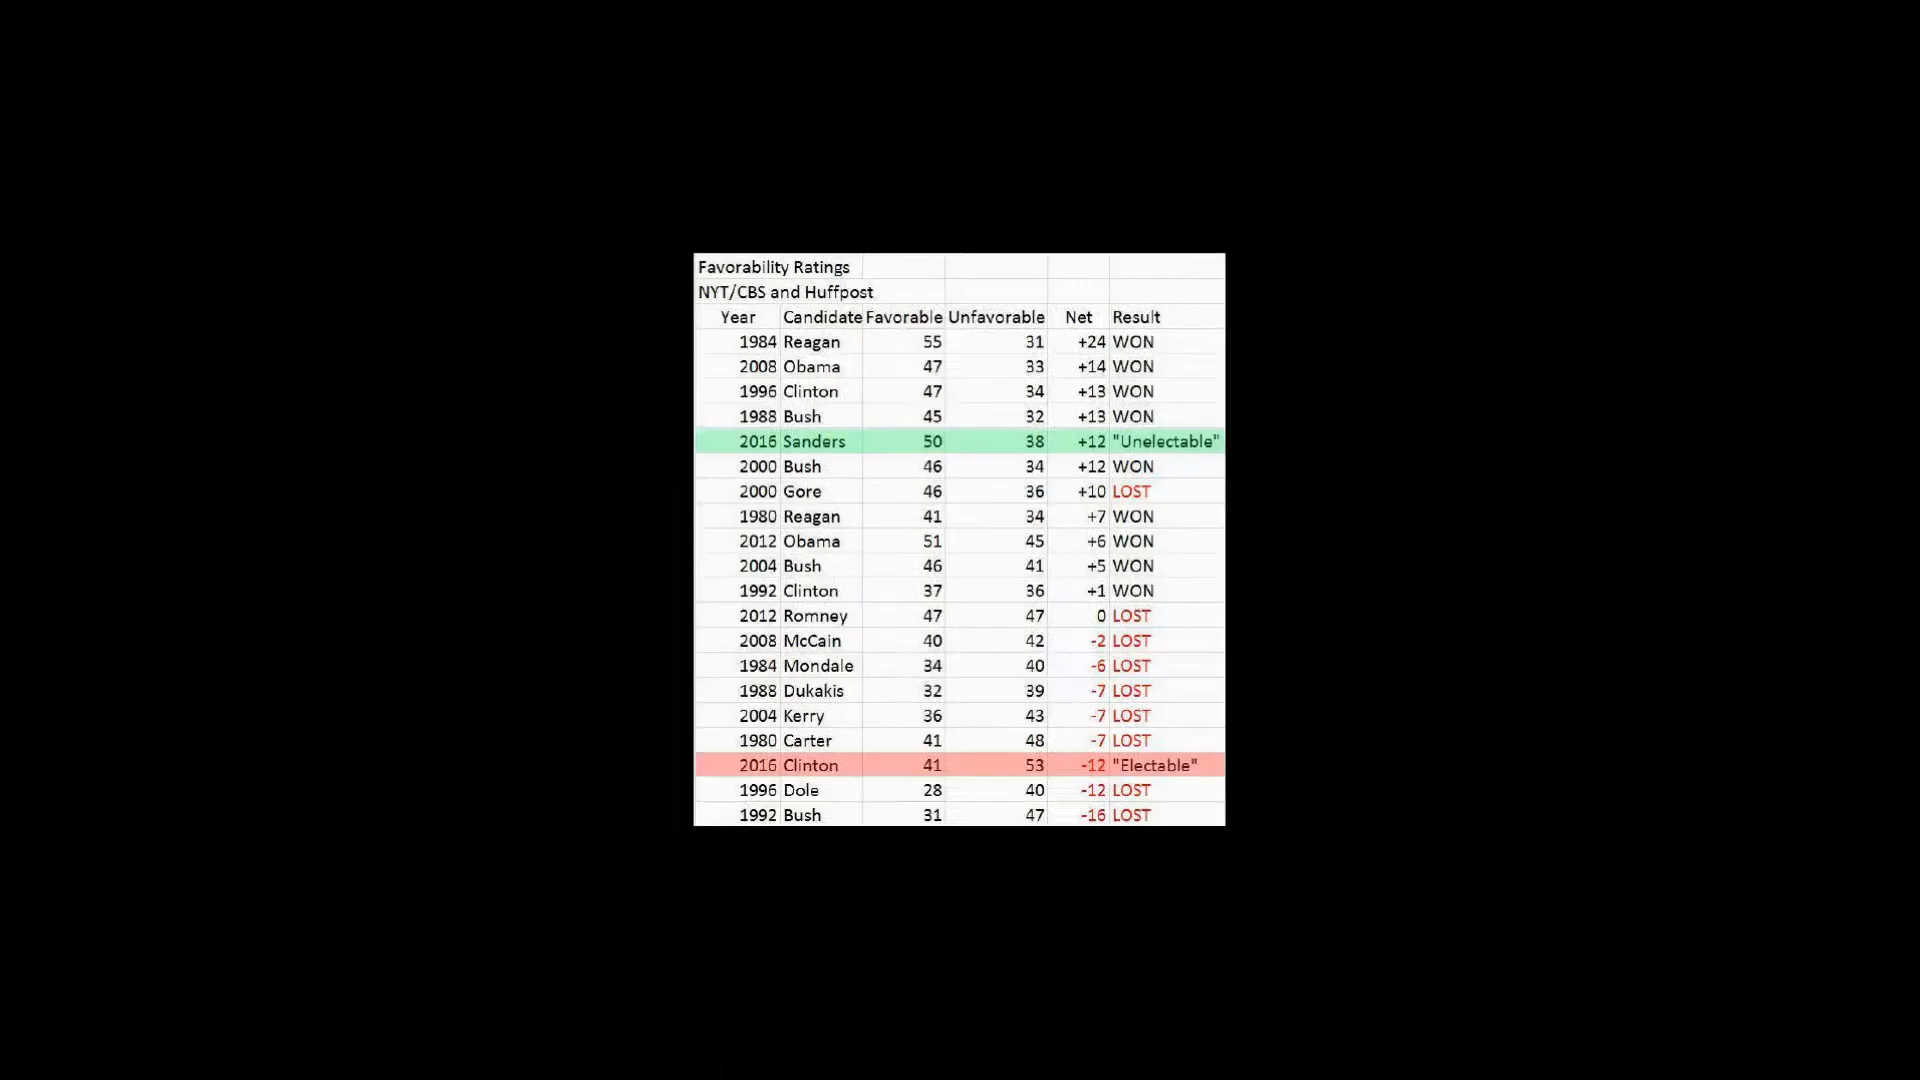 Favorability Ratings
NYT/CBS and Huffpost
Year Candidate Favorable Unfavorable Net Result
1984 Reagan 55 31 +24 WON
2008 Obama 47 33 +14 WON
1996 Clinton 47 34 +13 WON
1988 Bush 45 32 +13 WON
2016 Sanders 50 38 +12 "Unelectable"
2000 Bush 46 34 +12 WON
2000 Gore 46 36 +10 LOST
1980 Reagan 41 34 +7 WON
2012 Obama 51 45 +6 WON
2004 Bush 46 41 +5 WON
1992 Clinton 37 36 +1 WON
2012 Romney 47 47 0 LOST
2008 McCain 40 42 -2 LOST
1984 Mondale 34 40 -6 LOST
1988 Dukakis 32 39 -7 LOST
2004 Kerry 36 43 -7 LOST
1980 Carter 41 48 -7 LOST
2016 Clinton 41 53 -12 "Electable"
1996 Dole 28 40 -12 LOST
1992 Bush 31 47 -16 LOST